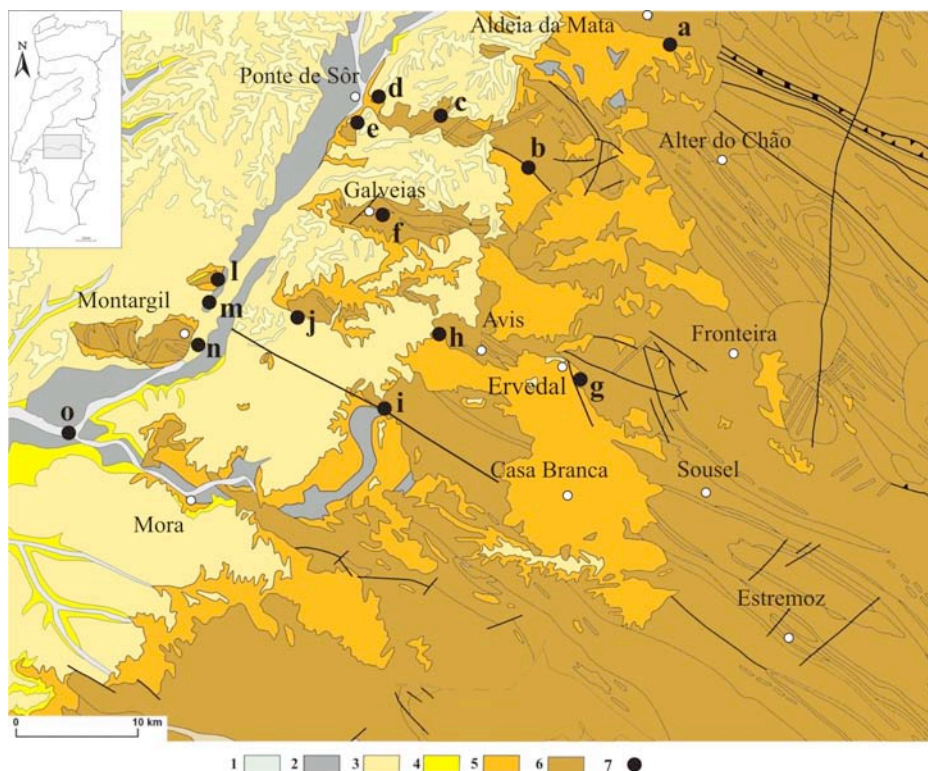 N
Aldeia da Mata
a
Ponte de Sôr
d
c
e
Alter do Chão
b
Galveias
f
l
Montargil
m
j
Avis
Fronteira
h
n
Ervedal
g
o
i
Casa Branca
Sousel
Mora
Estremoz
0 10 km
1 2 3 4 5 6 7